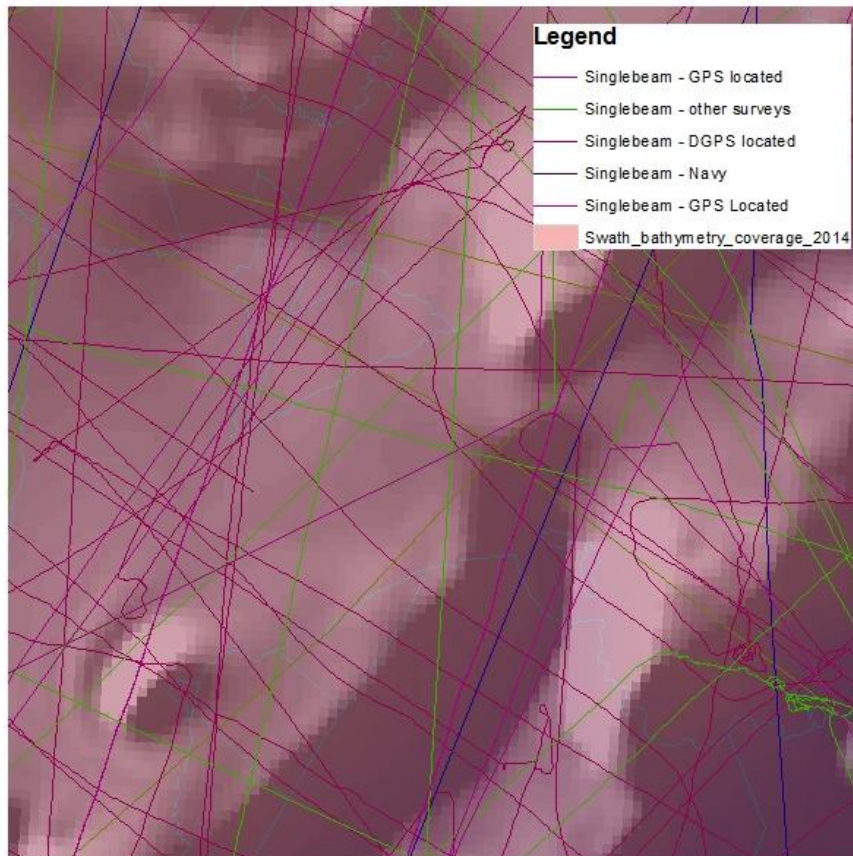 Legend
Singlebeam - GPS located
Singlebeam - other surveys
Singlebeam - DGPS located
Singlebeam - Navy
Singlebeam - GPS Located
Swath_bathymetry_coverage_2014